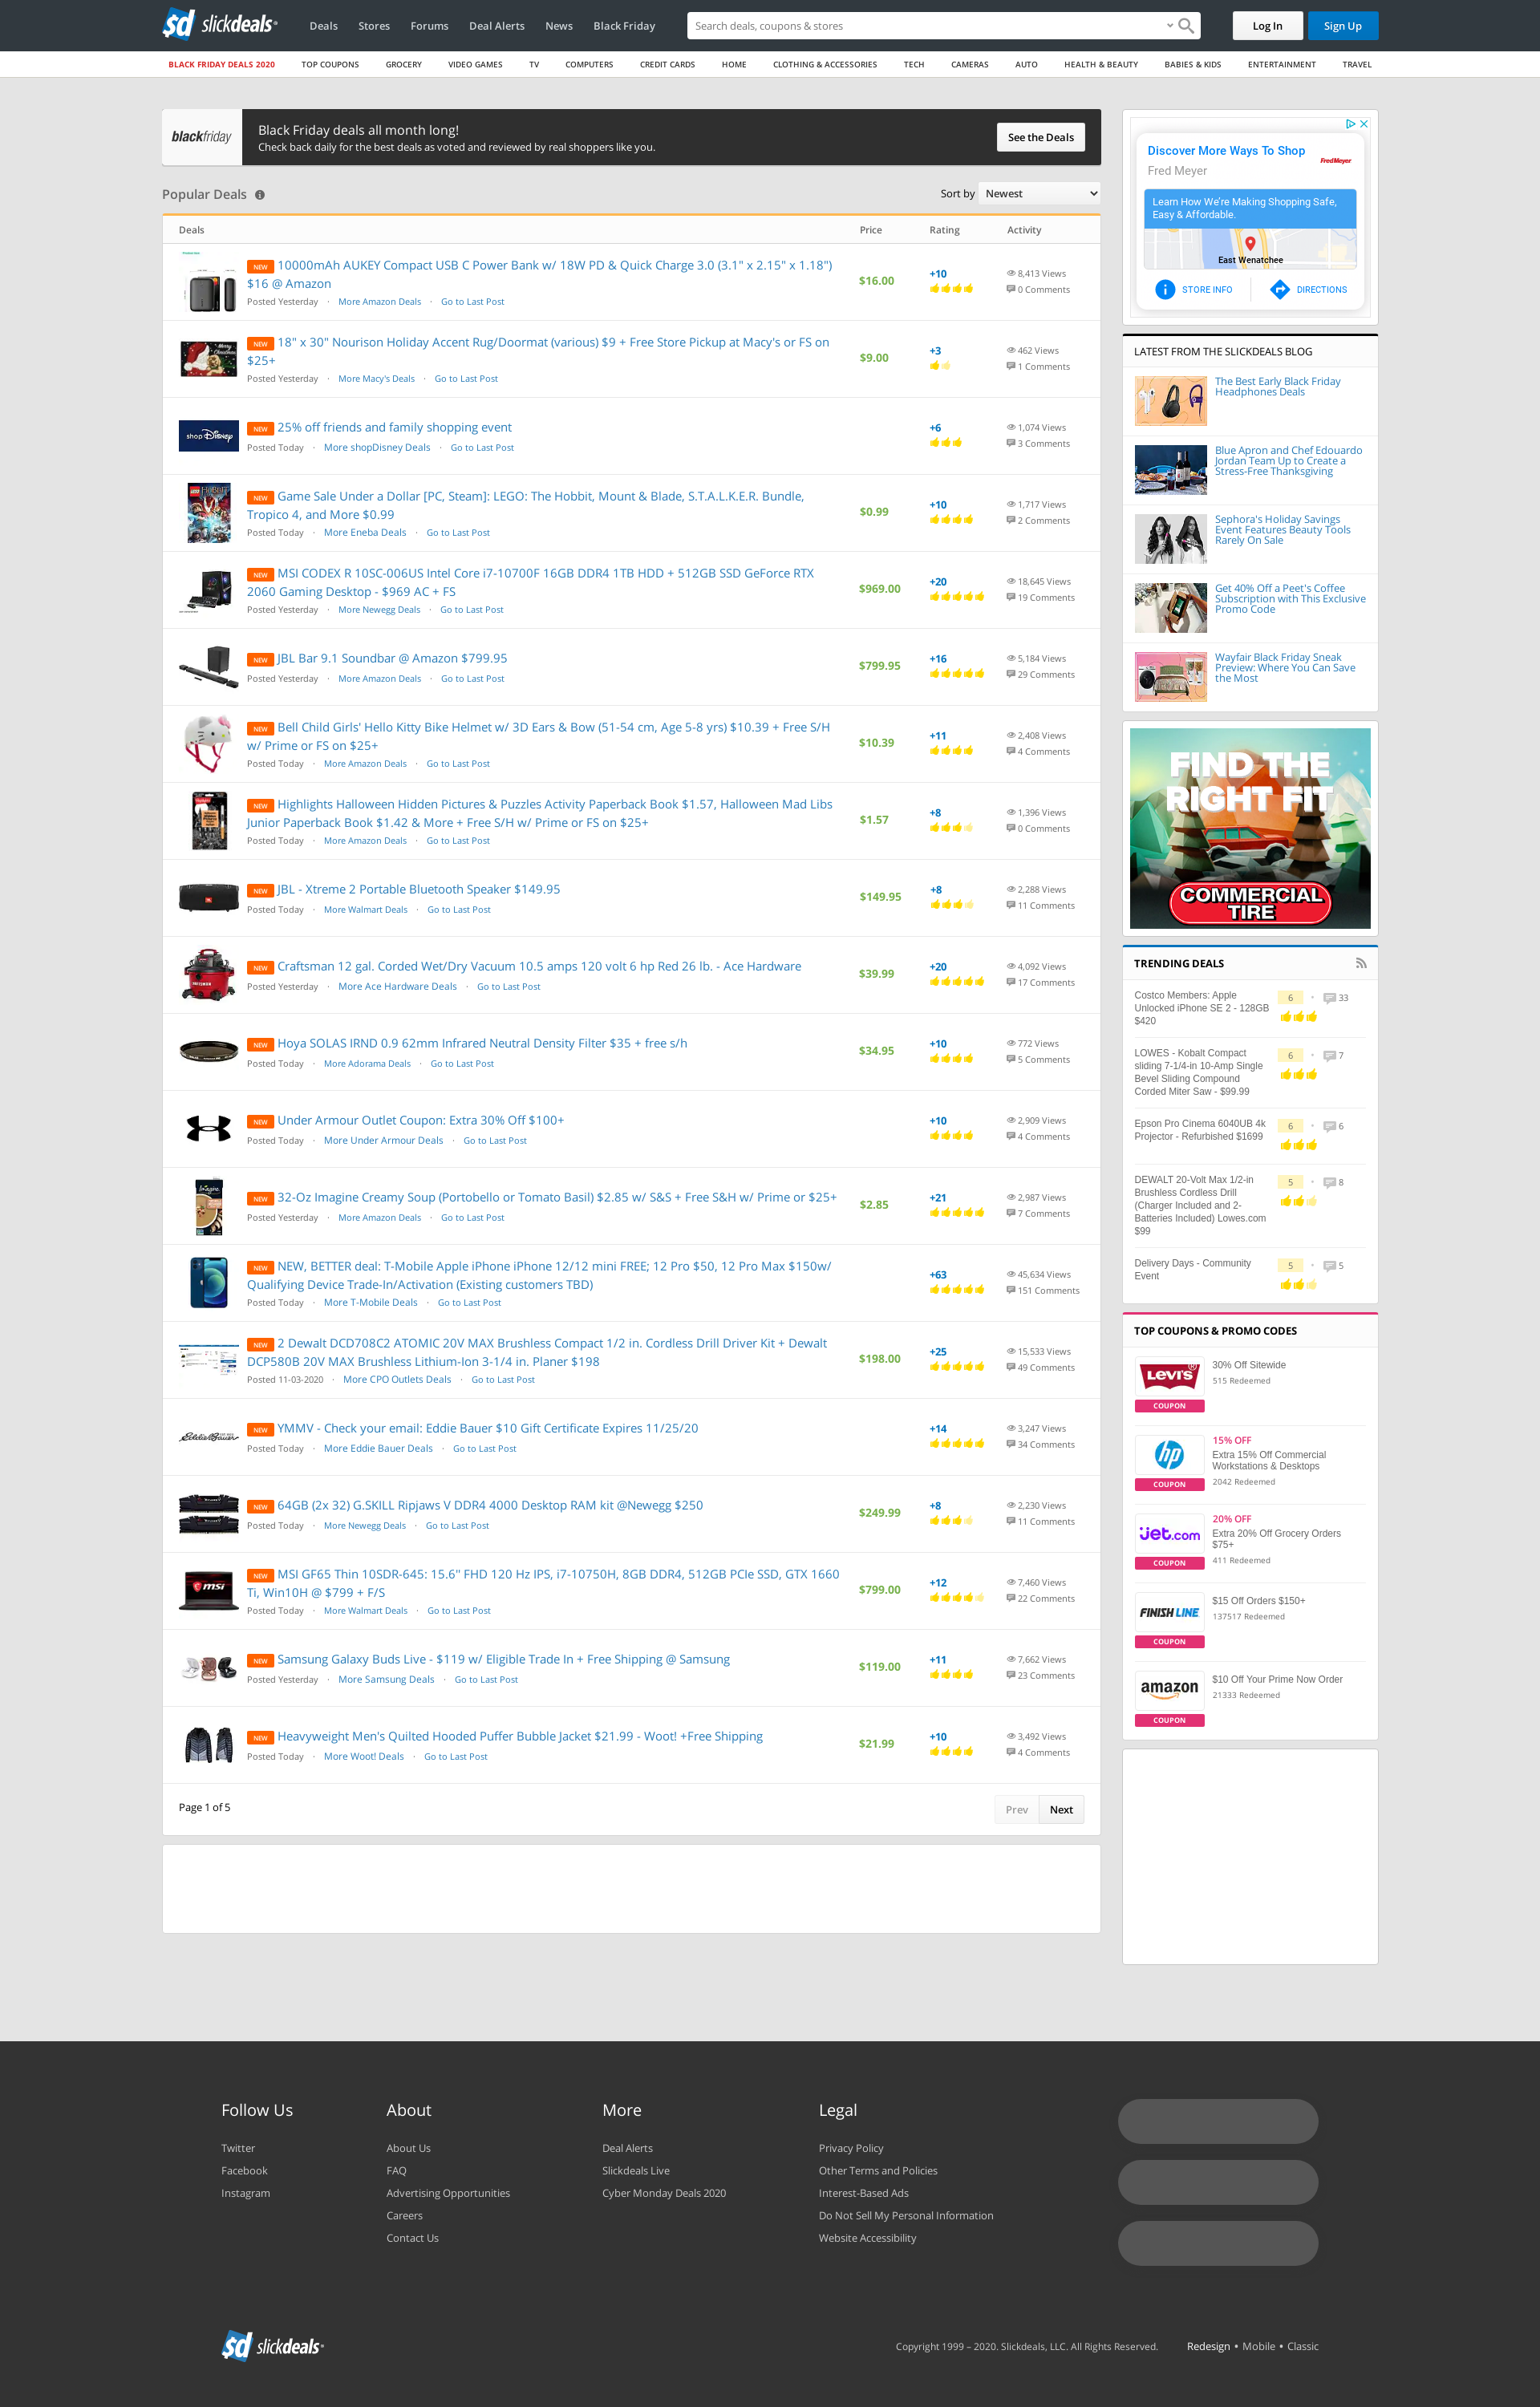 sd slickdeals
Deals Stores Forums Deal Alerts News Black Friday
Search deals, coupons & stores
Log In Sign Up
BLACK FRIDAY DEALS 2020 TOP COUPONS GROCERY VIDEO GAMES TV COMPUTERS CREDIT CARDS HOME CLOTHING & ACCESSORIES TECH CAMERAS AUTO HEALTH & BEAUTY BABIES & KIDS ENTERTAINMENT TRAVEL
blackfriday
Black Friday deals all month long!
Check back daily for the best deals as voted and reviewed by real shoppers like you.
See the Deals
Popular Deals
Sort by Newest
Deals Price Rating Activity
NEW 10000mAh AUKEY Compact USB C Power Bank w/ 18W PD & Quick Charge 3.0 (3.1" x 2.15" x 1.18")
$16 @ Amazon
Posted Yesterday · More Amazon Deals · Go to Last Post
$16.00
+10
8,413 Views
0 Comments
NEW 18" x 30" Nourison Holiday Accent Rug/Doormat (various) $9 + Free Store Pickup at Macy's or FS on
$25+
Posted Yesterday · More Macy's Deals · Go to Last Post
$9.00
+3
462 Views
1 Comments
shop Disney
NEW 25% off friends and family shopping event
Posted Today · More shopDisney Deals · Go to Last Post
+6
1,074 Views
3 Comments
NEW Game Sale Under a Dollar [PC, Steam]: LEGO: The Hobbit, Mount & Blade, S.T.A.L.K.E.R. Bundle,
Tropico 4, and More $0.99
Posted Today · More Eneba Deals · Go to Last Post
$0.99
+10
1,717 Views
2 Comments
NEW MSI CODEX R 10SC-006US Intel Core i7-10700F 16GB DDR4 1TB HDD + 512GB SSD GeForce RTX
2060 Gaming Desktop - $969 AC + FS
Posted Yesterday · More Newegg Deals · Go to Last Post
$969.00
+20
18,645 Views
19 Comments
NEW JBL Bar 9.1 Soundbar @ Amazon $799.95
Posted Yesterday · More Amazon Deals · Go to Last Post
$799.95
+16
5,184 Views
29 Comments
NEW Bell Child Girls' Hello Kitty Bike Helmet w/ 3D Ears & Bow (51-54 cm, Age 5-8 yrs) $10.39 + Free S/H
w/ Prime or FS on $25+
Posted Today · More Amazon Deals · Go to Last Post
$10.39
+11
2,408 Views
4 Comments
NEW Highlights Halloween Hidden Pictures & Puzzles Activity Paperback Book $1.57, Halloween Mad Libs
Junior Paperback Book $1.42 & More + Free S/H w/ Prime or FS on $25+
Posted Today · More Amazon Deals · Go to Last Post
$1.57
+8
1,396 Views
0 Comments
NEW JBL - Xtreme 2 Portable Bluetooth Speaker $149.95
Posted Today · More Walmart Deals · Go to Last Post
$149.95
+8
2,288 Views
11 Comments
NEW Craftsman 12 gal. Corded Wet/Dry Vacuum 10.5 amps 120 volt 6 hp Red 26 lb. - Ace Hardware
Posted Yesterday · More Ace Hardware Deals · Go to Last Post
$39.99
+20
4,092 Views
17 Comments
NEW Hoya SOLAS IRND 0.9 62mm Infrared Neutral Density Filter $35 + free s/h
Posted Today · More Adorama Deals · Go to Last Post
$34.95
+10
772 Views
5 Comments
NEW Under Armour Outlet Coupon: Extra 30% Off $100+
Posted Today · More Under Armour Deals · Go to Last Post
+10
2,909 Views
4 Comments
Imagine
NEW 32-Oz Imagine Creamy Soup (Portobello or Tomato Basil) $2.85 w/ S&S + Free S&H w/ Prime or $25+
Posted Yesterday · More Amazon Deals · Go to Last Post
$2.85
+21
2,987 Views
7 Comments
NEW NEW, BETTER deal: T-Mobile Apple iPhone iPhone 12/12 mini FREE; 12 Pro $50, 12 Pro Max $150w/
Qualifying Device Trade-In/Activation (Existing customers TBD)
Posted Today · More T-Mobile Deals · Go to Last Post
+63
45,634 Views
151 Comments
NEW 2 Dewalt DCD708C2 ATOMIC 20V MAX Brushless Compact 1/2 in. Cordless Drill Driver Kit + Dewalt
DCP580B 20V MAX Brushless Lithium-Ion 3-1/4 in. Planer $198
Posted 11-03-2020 · More CPO Outlets Deals · Go to Last Post
$198.00
+25
15,533 Views
49 Comments
Eddie Bauer
NEW YMMV - Check your email: Eddie Bauer $10 Gift Certificate Expires 11/25/20
Posted Today · More Eddie Bauer Deals · Go to Last Post
+14
3,247 Views
34 Comments
NEW 64GB (2x 32) G.SKILL Ripjaws V DDR4 4000 Desktop RAM kit @Newegg $250
Posted Today · More Newegg Deals · Go to Last Post
$249.99
+8
2,230 Views
11 Comments
msi
NEW MSI GF65 Thin 10SDR-645: 15.6" FHD 120 Hz IPS, i7-10750H, 8GB DDR4, 512GB PCIe SSD, GTX 1660
Ti, Win10H @ $799 + F/S
Posted Today · More Walmart Deals · Go to Last Post
$799.00
+12
7,460 Views
22 Comments
NEW Samsung Galaxy Buds Live - $119 w/ Eligible Trade In + Free Shipping @ Samsung
Posted Yesterday · More Samsung Deals · Go to Last Post
$119.00
+11
7,662 Views
23 Comments
NEW Heavyweight Men's Quilted Hooded Puffer Bubble Jacket $21.99 - Woot! +Free Shipping
Posted Today · More Woot! Deals · Go to Last Post
$21.99
+10
3,492 Views
4 Comments
Page 1 of 5
Prev Next
Discover More Ways To Shop
Fred Meyer
FredMeyer
Learn How We're Making Shopping Safe,
Easy & Affordable.
East Wenatchee
STORE INFO DIRECTIONS
LATEST FROM THE SLICKDEALS BLOG
The Best Early Black Friday
Headphones Deals
Blue Apron and Chef Edouardo
Jordan Team Up to Create a
Stress-Free Thanksgiving
Sephora's Holiday Savings
Event Features Beauty Tools
Rarely On Sale
Get 40% Off a Peet's Coffee
Subscription with This Exclusive
Promo Code
Wayfair Black Friday Sneak
Preview: Where You Can Save
the Most
FIND THE
RIGHT FIT
COMMERCIAL
TIRE
TRENDING DEALS
Costco Members: Apple
Unlocked iPhone SE 2 - 128GB
$420
6 • 33
LOWES - Kobalt Compact
sliding 7-1/4-in 10-Amp Single
Bevel Sliding Compound
Corded Miter Saw - $99.99
6 • 7
Epson Pro Cinema 6040UB 4k
Projector - Refurbished $1699
6 • 6
DEWALT 20-Volt Max 1/2-in
Brushless Cordless Drill
(Charger Included and 2-
Batteries Included) Lowes.com
$99
5 • 8
Delivery Days - Community
Event
5 • 5
TOP COUPONS & PROMO CODES
LEVI'S
COUPON
30% Off Sitewide
515 Redeemed
hp
COUPON
15% OFF
Extra 15% Off Commercial
Workstations & Desktops
2042 Redeemed
jet.com
COUPON
20% OFF
Extra 20% Off Grocery Orders
$75+
411 Redeemed
FINISH LINE
COUPON
$15 Off Orders $150+
137517 Redeemed
amazon
COUPON
$10 Off Your Prime Now Order
21333 Redeemed
Follow Us
Twitter
Facebook
Instagram
About
About Us
FAQ
Advertising Opportunities
Careers
Contact Us
More
Deal Alerts
Slickdeals Live
Cyber Monday Deals 2020
Legal
Privacy Policy
Other Terms and Policies
Interest-Based Ads
Do Not Sell My Personal Information
Website Accessibility
sd slickdeals
Copyright 1999 – 2020. Slickdeals, LLC. All Rights Reserved.
Redesign • Mobile • Classic